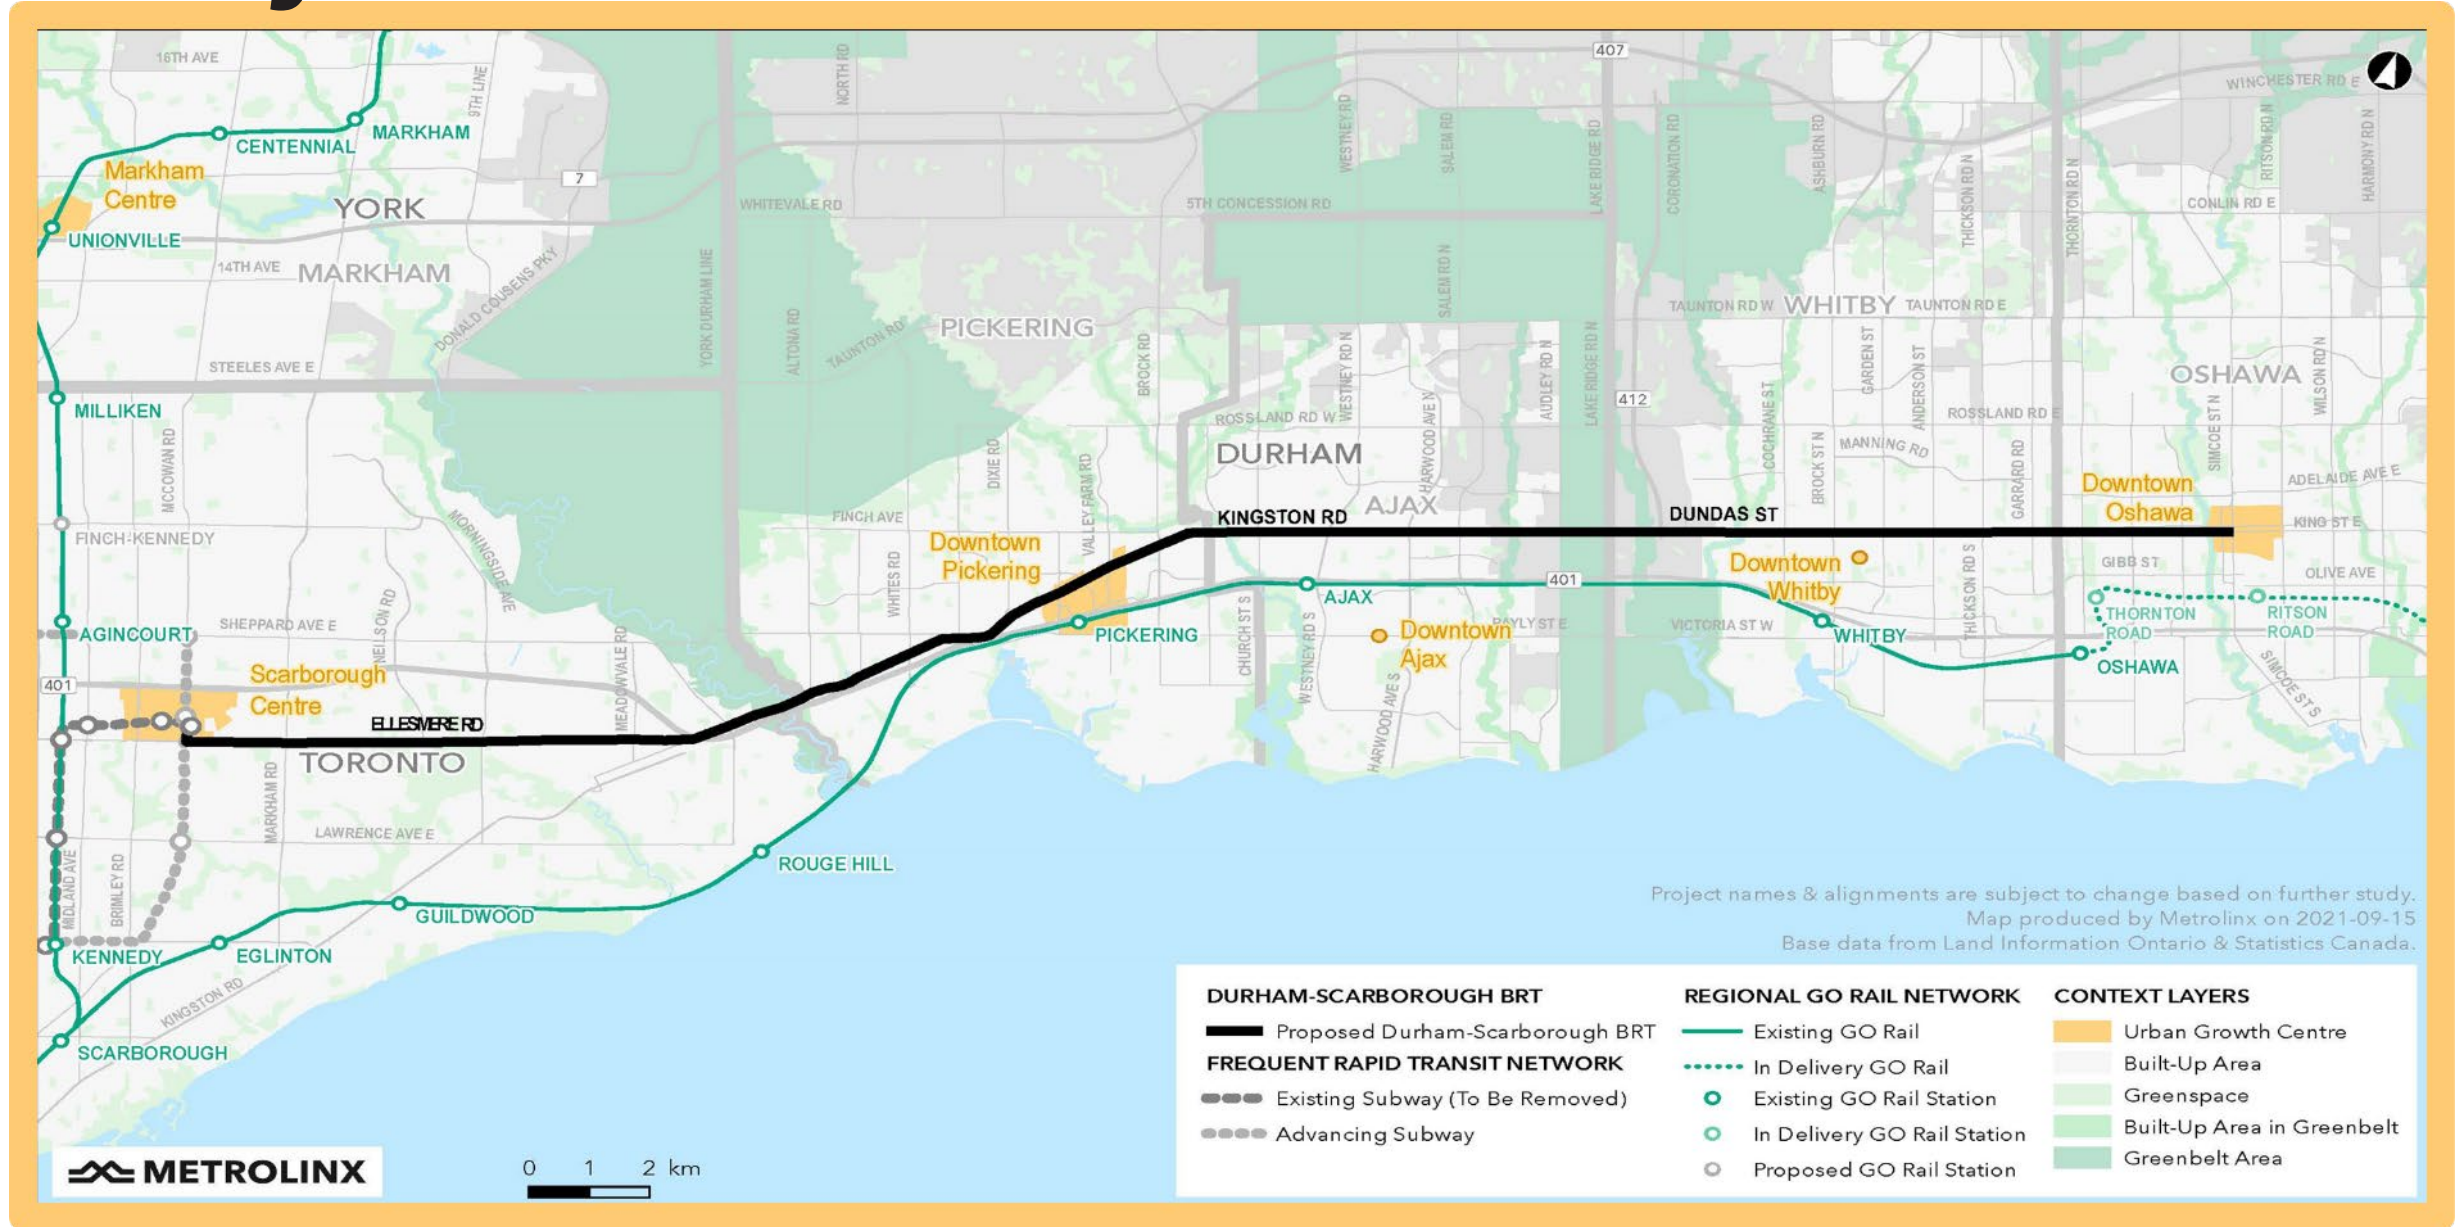 16TH AVE
9TH LINE
NORTH RD
407
WINCHESTER RD E
CENTENNIAL
MARKHAM
Markham
Centre
YORK
7
WHITEVALE RD
5TH CONCESSION RD
WESTNEY RD
SALEM RD
LAKE RIDGE RD
CORONATION RD
ASHBURN RD
THICKSON RD N
THORNTON RD N
RITSON RD N
HARMONY RD N
CONLIN RD E
UNIONVILLE
14TH AVE
MARKHAM
DONALD COUSENS PKY
YORK DURHAM LINE
ALTONA RD
TAUNTON RD
PICKERING
BROCK RD
SALEM RD N
TAUNTON RD W
WHITBY
TAUNTON RD E
STEELES AVE E
WESTNEY RD N
AUDLEY RD N
LAKE RIDGE RD N
412
GARDEN ST
ANDERSON ST
OSHAWA
WILSON RD N
MILLIKEN
MCCOWAN RD
ROSSLAND RD W
HARWOOD AVE N
COCHRANE ST
ROSSLAND RD E
SIMCOE ST N
DIXIE RD
VALLEY FARM RD
DURHAM
AJAX
BROCK ST N
MANNING RD
GARRARD RD
ADELAIDE AVE E
Downtown
Oshawa
FINCH-KENNEDY
MORNINGSIDE AVE
FINCH AVE
KINGSTON RD
DUNDAS ST
KING ST E
Downtown
Pickering
WHITES RD
401
Downtown
Whitby
THICKSON RD S
GIBB ST
OLIVE AVE
AGINCOURT
SHEPPARD AVE E
NEILSON RD
MEADOWVALE RD
PICKERING
AJAX
CHURCH ST S
WESTNEY RD S
Downtown
Ajax
BAYLY ST E
VICTORIA ST W
WHITBY
THORNTON
ROAD
RITSON
ROAD
OSHAWA
SIMCOE ST S
401
Scarborough
Centre
ELLESMERE RD
TORONTO
HARWOOD AVE S
MARKHAM RD
LAWRENCE AVE E
MIDLAND AVE
BRIMLEY RD
ROUGE HILL
GUILDWOOD
KENNEDY
EGLINTON
KINGSTON RD
SCARBOROUGH
Project names & alignments are subject to change based on further study.
Map produced by Metrolinx on 2021-09-15
Base data from Land Information Ontario & Statistics Canada.
DURHAM-SCARBOROUGH BRT
Proposed Durham-Scarborough BRT
FREQUENT RAPID TRANSIT NETWORK
Existing Subway (To Be Removed)
Advancing Subway
REGIONAL GO RAIL NETWORK
Existing GO Rail
In Delivery GO Rail
Existing GO Rail Station
In Delivery GO Rail Station
Proposed GO Rail Station
CONTEXT LAYERS
Urban Growth Centre
Built-Up Area
Greenspace
Built-Up Area in Greenbelt
Greenbelt Area
METROLINX
0 1 2 km